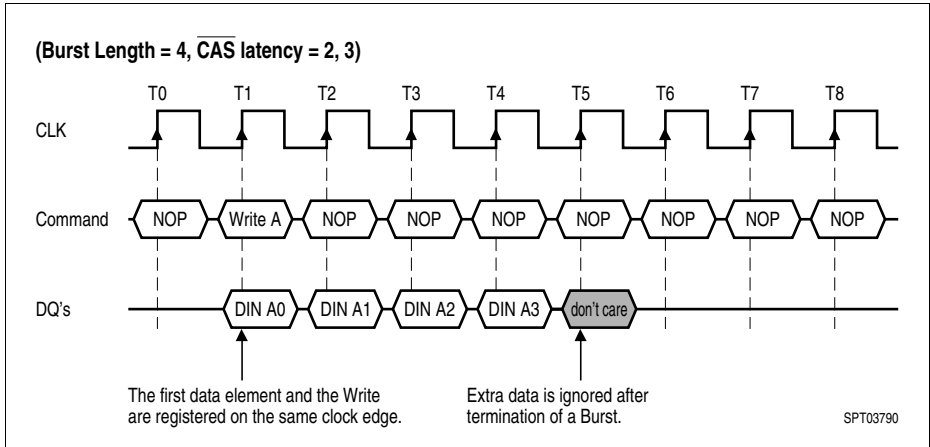 (Burst Length = 4, CAS latency = 2, 3)
T0 T1 T2 T3 T4 T5 T6 T7 T8
CLK
Command NOP Write A NOP NOP NOP NOP NOP NOP NOP
DQ's DIN A0 DIN A1 DIN A2 DIN A3 don't care
The first data element and the Write
are registered on the same clock edge.
Extra data is ignored after
termination of a Burst.
SPT03790